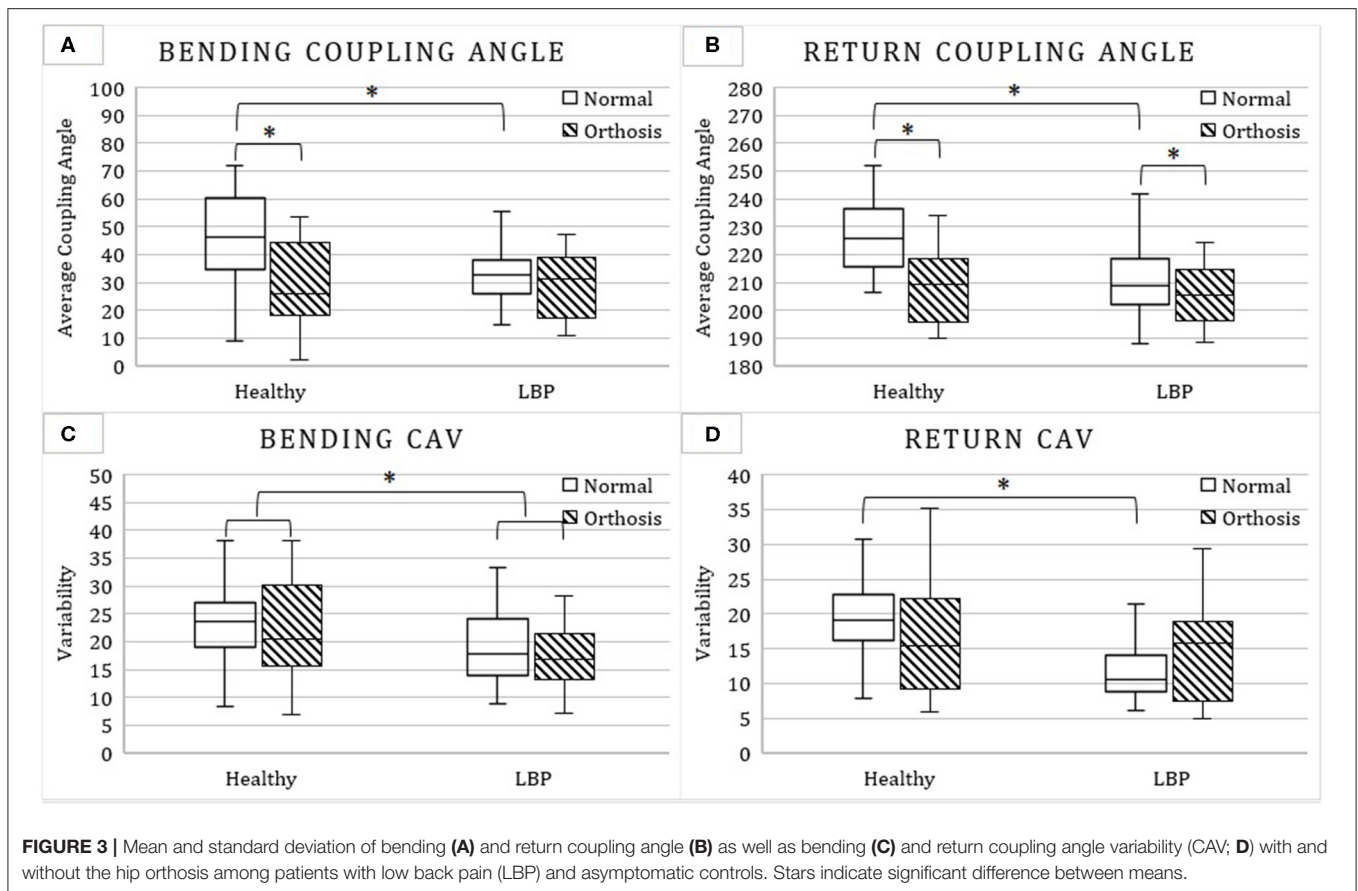 A
BENDING COUPLING ANGLE
Average Coupling Angle
100
90
80
70
60
50
40
30
20
10
0
*
*
Normal
Orthosis
Healthy
LBP
B
RETURN COUPLING ANGLE
Average Coupling Angle
280
270
260
250
240
230
220
210
200
190
180
*
*
*
Normal
Orthosis
Healthy
LBP
C
BENDING CAV
Variability
50
45
40
35
30
25
20
15
10
5
0
*
Normal
Orthosis
Healthy
LBP
D
RETURN CAV
Variability
40
35
30
25
20
15
10
5
0
*
Normal
Orthosis
Healthy
LBP
FIGURE 3 | Mean and standard deviation of bending (A) and return coupling angle (B) as well as bending (C) and return coupling angle variability (CAV; D) with and
without the hip orthosis among patients with low back pain (LBP) and asymptomatic controls. Stars indicate significant difference between means.